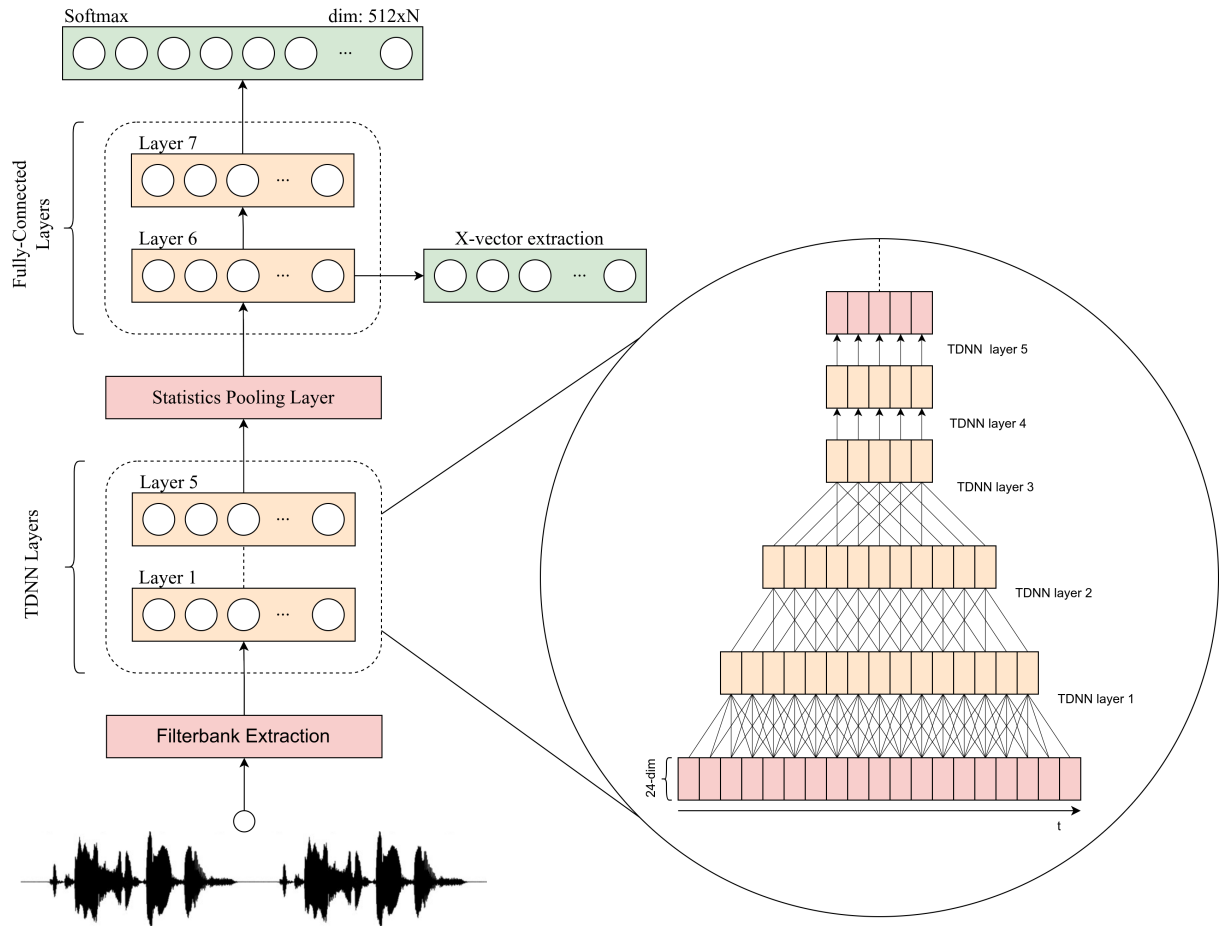 Softmax dim: 512xN
...
Layer 7
...
Fully-Connected
Layers
Layer 6
...
X-vector extraction
...
Statistics Pooling Layer
Layer 5
...
TDNN Layers
Layer 1
...
Filterbank Extraction
TDNN layer 5
TDNN layer 4
TDNN layer 3
TDNN layer 2
TDNN layer 1
24-dim
t